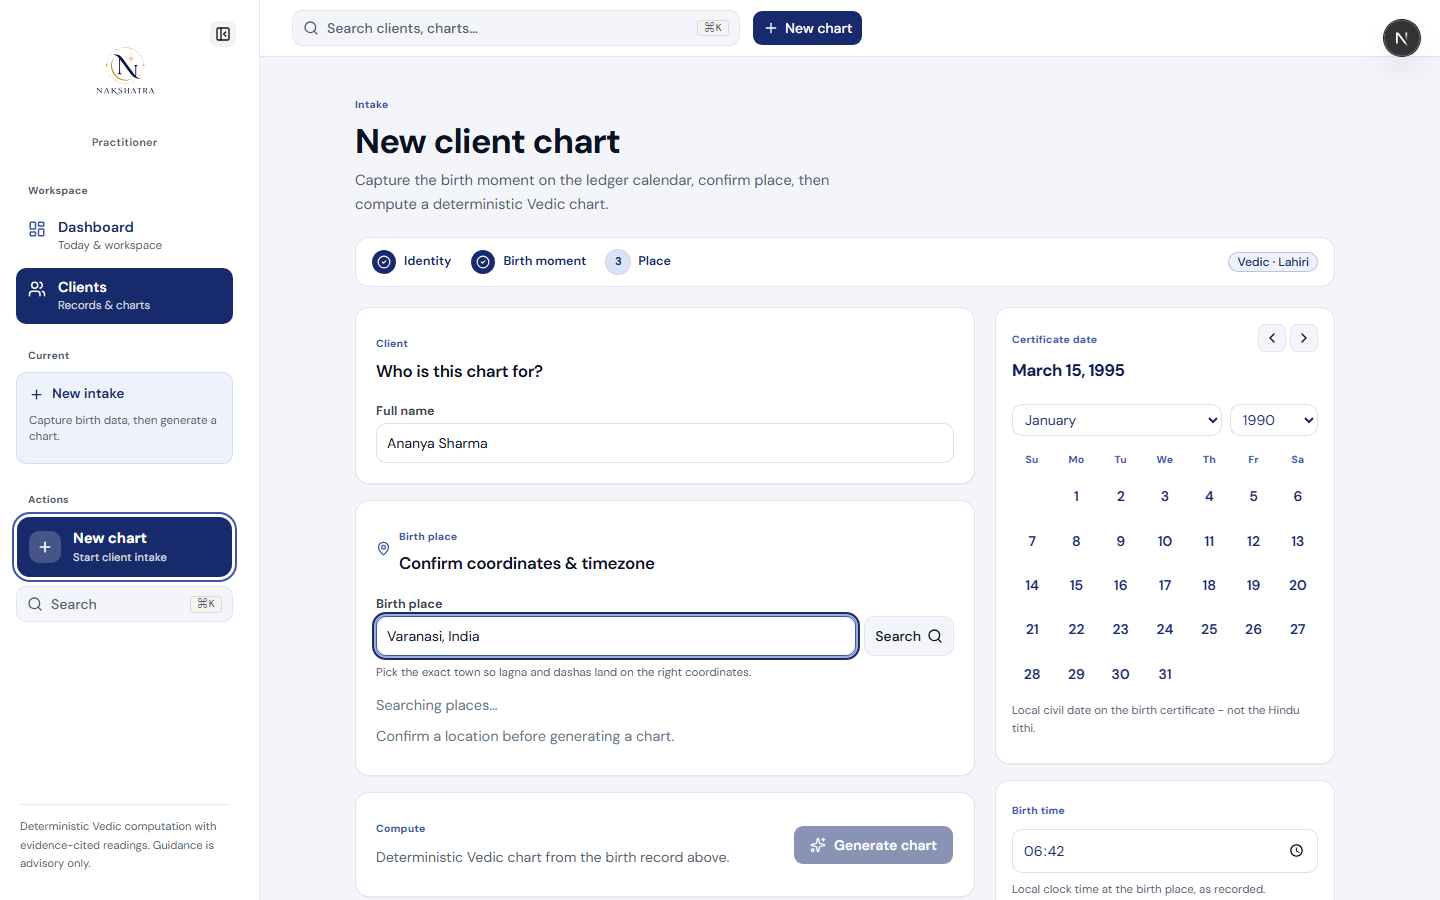 N
NAKSHATRA
Practitioner
Workspace
Dashboard
Today & workspace
Clients
Records & charts
Current
New intake
Capture birth data, then generate a
chart.
Actions
New chart
Start client intake
Search
⌘K
Deterministic Vedic computation with
evidence-cited readings. Guidance is
advisory only.
Search clients, charts…
⌘K
New chart
N
Intake
New client chart
Capture the birth moment on the ledger calendar, confirm place, then
compute a deterministic Vedic chart.
Identity
Birth moment
3
Place
Vedic · Lahiri
Client
Who is this chart for?
Full name
Ananya Sharma
Birth place
Confirm coordinates & timezone
Birth place
Varanasi, India
Search
Pick the exact town so lagna and dashas land on the right coordinates.
Searching places…
Confirm a location before generating a chart.
Compute
Deterministic Vedic chart from the birth record above.
Generate chart
Certificate date
March 15, 1995
January
1990
Su Mo Tu We Th Fr Sa
1 2 3 4 5 6
7 8 9 10 11 12 13
14 15 16 17 18 19 20
21 22 23 24 25 26 27
28 29 30 31
Local civil date on the birth certificate - not the Hindu
tithi.
Birth time
06:42
Local clock time at the birth place, as recorded.